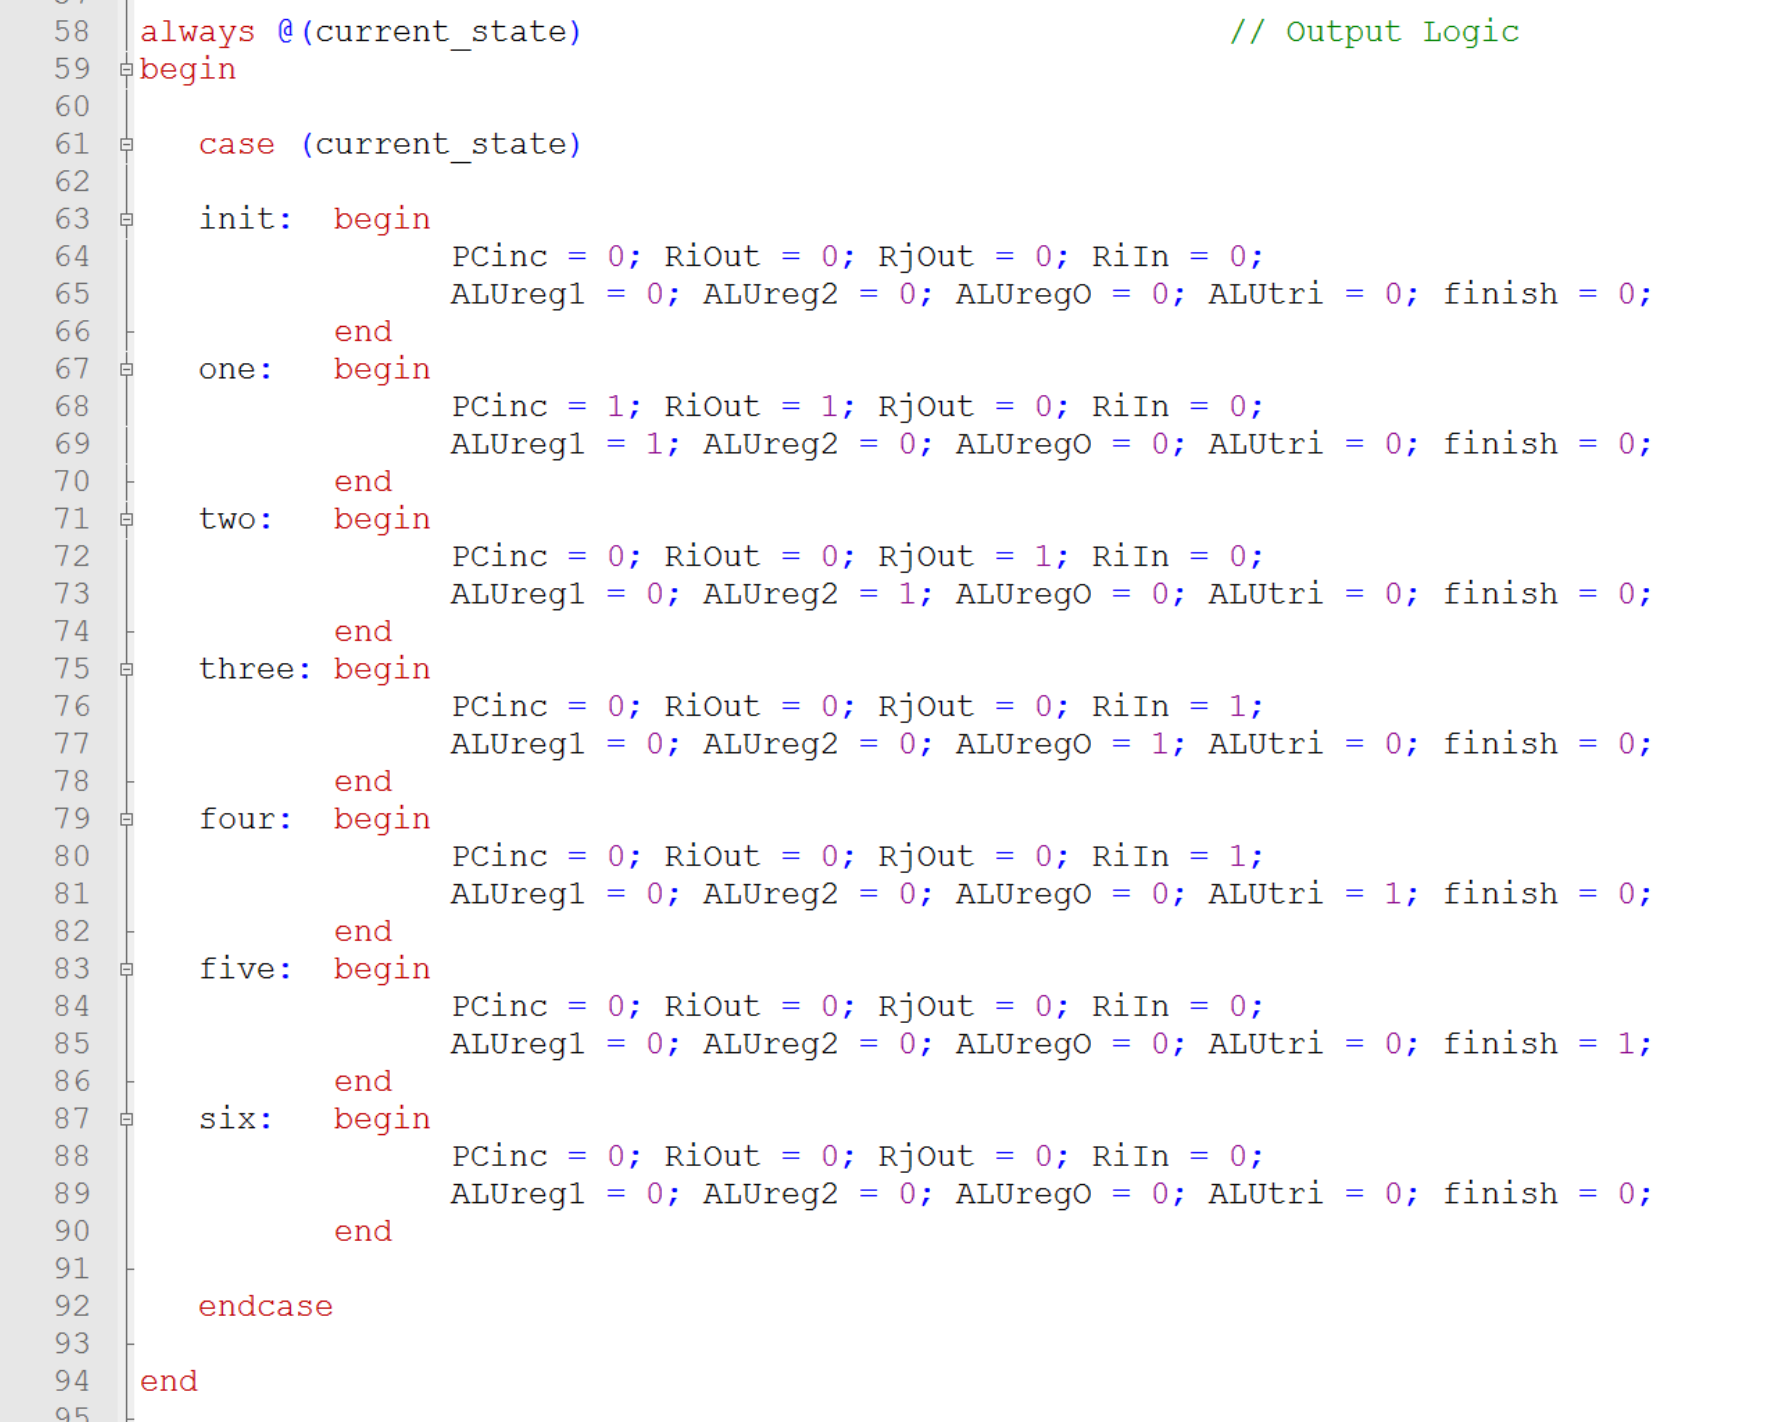 58 always @(current_state) // Output Logic
59 begin
60
61 case (current_state)
62
63 init: begin
64 PCinc = 0; RiOut = 0; RjOut = 0; RiIn = 0;
65 ALUreg1 = 0; ALUreg2 = 0; ALUregO = 0; ALUtri = 0; finish = 0;
66 end
67 one: begin
68 PCinc = 1; RiOut = 1; RjOut = 0; RiIn = 0;
69 ALUreg1 = 1; ALUreg2 = 0; ALUregO = 0; ALUtri = 0; finish = 0;
70 end
71 two: begin
72 PCinc = 0; RiOut = 0; RjOut = 1; RiIn = 0;
73 ALUreg1 = 0; ALUreg2 = 1; ALUregO = 0; ALUtri = 0; finish = 0;
74 end
75 three: begin
76 PCinc = 0; RiOut = 0; RjOut = 0; RiIn = 1;
77 ALUreg1 = 0; ALUreg2 = 0; ALUregO = 1; ALUtri = 0; finish = 0;
78 end
79 four: begin
80 PCinc = 0; RiOut = 0; RjOut = 0; RiIn = 1;
81 ALUreg1 = 0; ALUreg2 = 0; ALUregO = 0; ALUtri = 1; finish = 0;
82 end
83 five: begin
84 PCinc = 0; RiOut = 0; RjOut = 0; RiIn = 0;
85 ALUreg1 = 0; ALUreg2 = 0; ALUregO = 0; ALUtri = 0; finish = 1;
86 end
87 six: begin
88 PCinc = 0; RiOut = 0; RjOut = 0; RiIn = 0;
89 ALUreg1 = 0; ALUreg2 = 0; ALUregO = 0; ALUtri = 0; finish = 0;
90 end
91
92 endcase
93
94 end
95